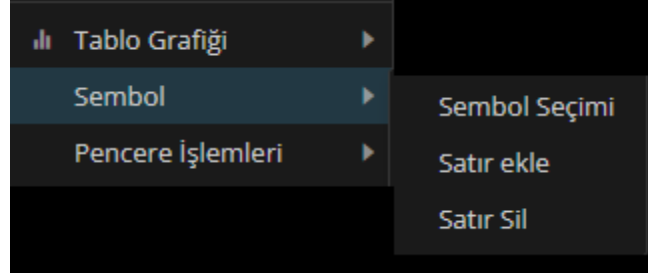 Tablo Grafiği
Sembol
Pencere İşlemleri
Sembol Seçimi
Satır ekle
Satır Sil